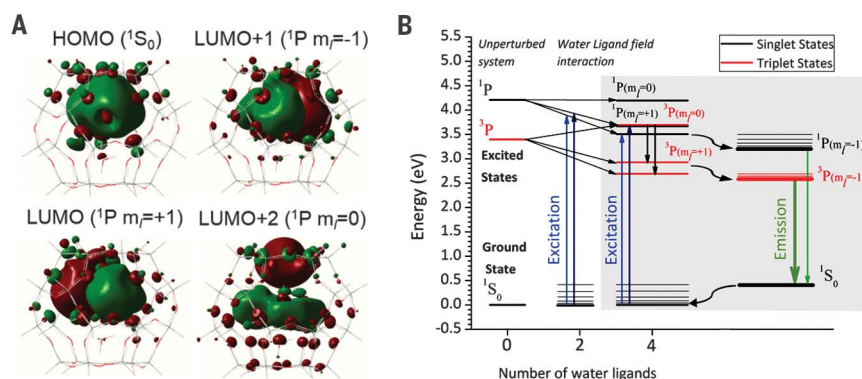 A
HOMO (¹S₀)
LUMO+1 (¹P mₗ=-1)
LUMO (¹P mₗ=+1)
LUMO+2 (¹P mₗ=0)
B
5.5
5.0
4.5
4.0
3.5
3.0
2.5
2.0
1.5
1.0
0.5
0.0
-0.5
Energy (eV)
Unperturbed
system
Water Ligand field
interaction
Singlet States
Triplet States
¹P
³P
Excited
States
Ground
State
¹S₀
Excitation
Excitation
¹P(mₗ=0)
¹P(mₗ=+1)
³P(mₗ=0)
³P(mₗ=+1)
¹P(mₗ=-1)
³P(mₗ=-1
Emission
¹S₀
0
2
4
Number of water ligands